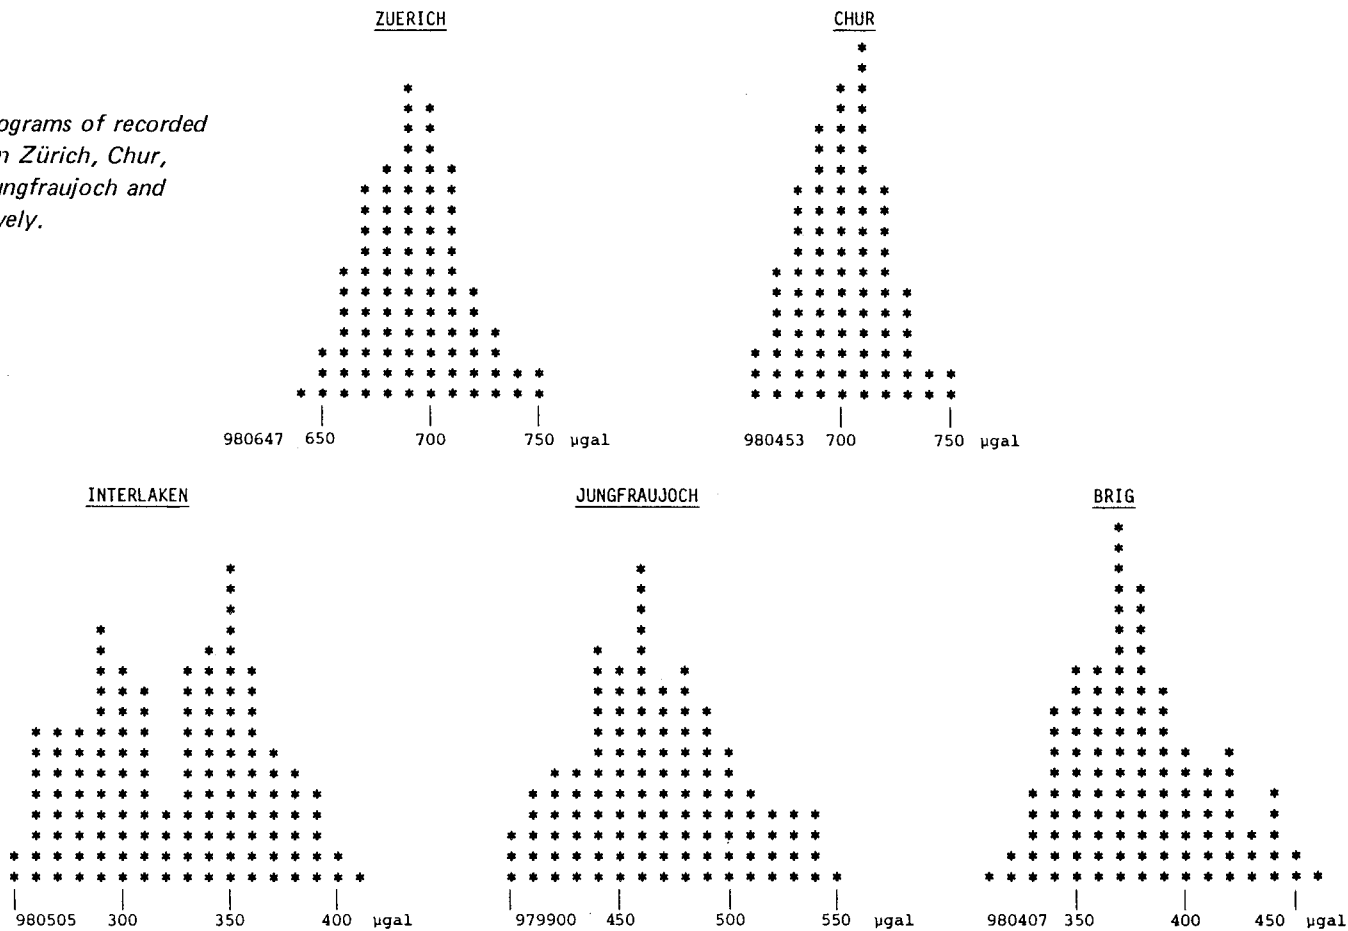 ZUERICH
CHUR
ograms of recorded
n Zürich, Chur,
ungfraujoch and
vely.
980647 650 700 750 µgal
980453 700 750 µgal
INTERLAKEN
JUNGFRAUJOCH
BRIG
980505 300 350 400 µgal
979900 450 500 550 µgal
980407 350 400 450 µgal